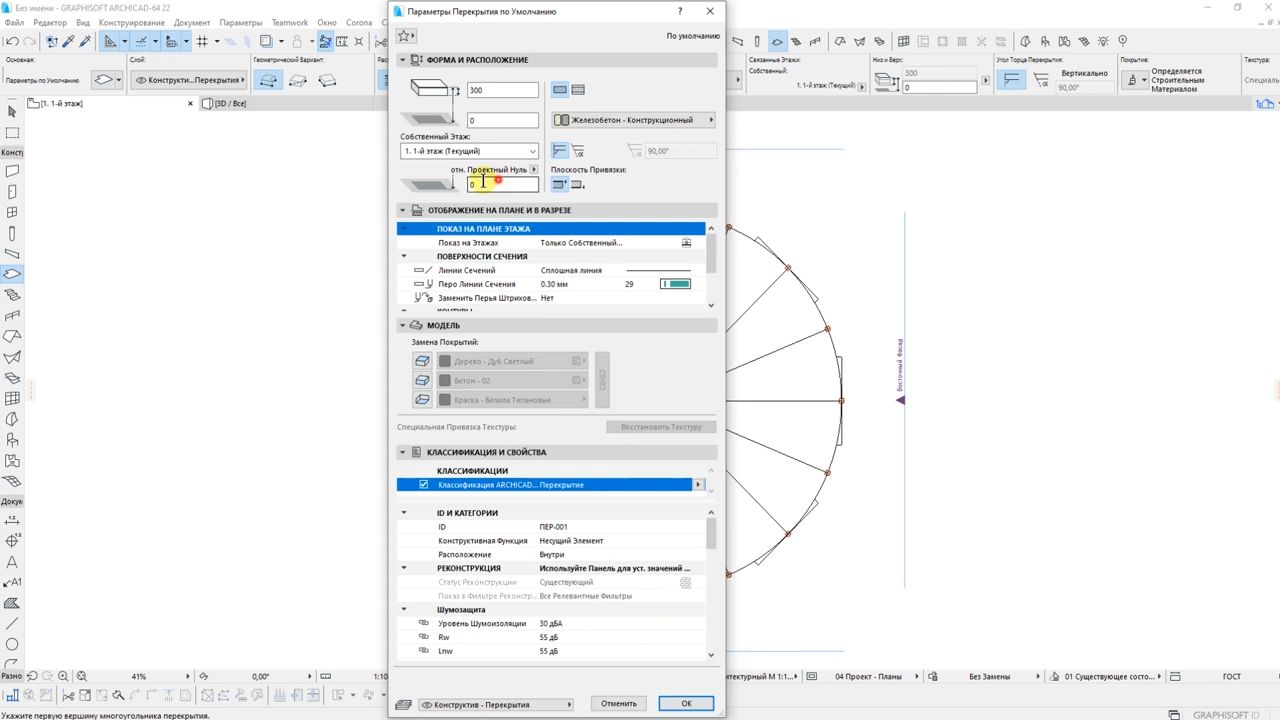 Без имени - GRAPHISOFT ARCHICAD-64 22
Файл Редактор Вид Конструирование Документ Параметры Teamwork Окно Corona
Параметры Перекрытия по Умолчанию
?
По умолчанию
Основная:
Параметры по Умолчанию
Слой:
Конструкти...Перекрытия
Геометрический Вариант:
[1. 1-й этаж]
[3D / Все]
Связанные Этажи:
Собственный:
1. 1-й этаж (Текущий)
Низ и Верх:
300
0
Угол Торца Перекрытия:
Вертикально
90,00°
Покрытие:
Определяется
Строительным
Материалом
Текстура:
Специаль
ФОРМА И РАСПОЛОЖЕНИЕ
300
0
Железобетон - Конструкционный
Собственный Этаж:
1. 1-й этаж (Текущий)
90,00°
отн. Проектный Нуль
Плоскость Привязки:
0
ОТОБРАЖЕНИЕ НА ПЛАНЕ И В РАЗРЕЗЕ
ПОКАЗ НА ПЛАНЕ ЭТАЖА
Показ на Этажах Только Собственный...
ПОВЕРХНОСТИ СЕЧЕНИЯ
Линии Сечений Сплошная линия
Перо Линии Сечения 0.30 мм 29
Заменить Перья Штрихов... Нет
МОДЕЛЬ
Замена Покрытий:
Дерево - Дуб Светлый
Бетон - 02
Краска - Белила Титановые
Специальная Привязка Текстуры: Восстановить Текстуру
КЛАССИФИКАЦИЯ И СВОЙСТВА
КЛАССИФИКАЦИИ
Классификация ARCHICAD... Перекрытие
ID И КАТЕГОРИИ
ID ПЕР-001
Конструктивная Функция Несущий Элемент
Расположение Внутри
РЕКОНСТРУКЦИЯ Используйте Панель для уст. значений ...
Статус Реконструкции Существующий
Показ в Фильтре Реконстр... Все Релевантные Фильтры
Шумозащита
Уровень Шумоизоляции 30 дБА
Rw 55 дБ
Lnw 55 дБ
Конструктив - Перекрытия
Отменить
OK
Восточный Фасад
Конст
Докум
Разно
41%
0,00°
1:10
04 Проект - Планы
Без Замены
01 Существующее состо...
ГОСТ
Укажите первую вершину многоугольника перекрытия.
GRAPHISOFT ID